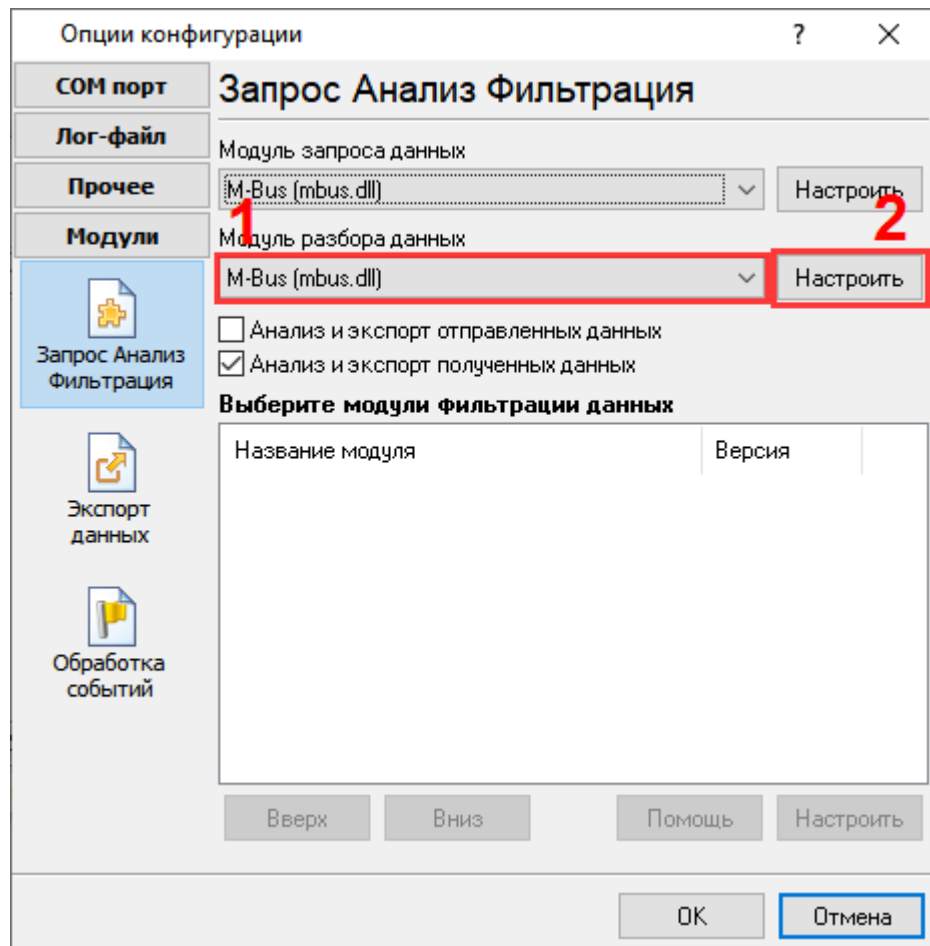 Опции конфигурации
?
COM порт
Лог-файл
Прочее
Модули
Запрос Анализ
Фильтрация
Экспорт
данных
Обработка
событий
Запрос Анализ Фильтрация
Модуль запроса данных
M-Bus (mbus.dll)
Настроить
1
2
Модуль разбора данных
M-Bus (mbus.dll)
Настроить
Анализ и экспорт отправленных данных
Анализ и экспорт полученных данных
Выберите модули фильтрации данных
Название модуля
Версия
Вверх
Вниз
Помощь
Настроить
OK
Отмена